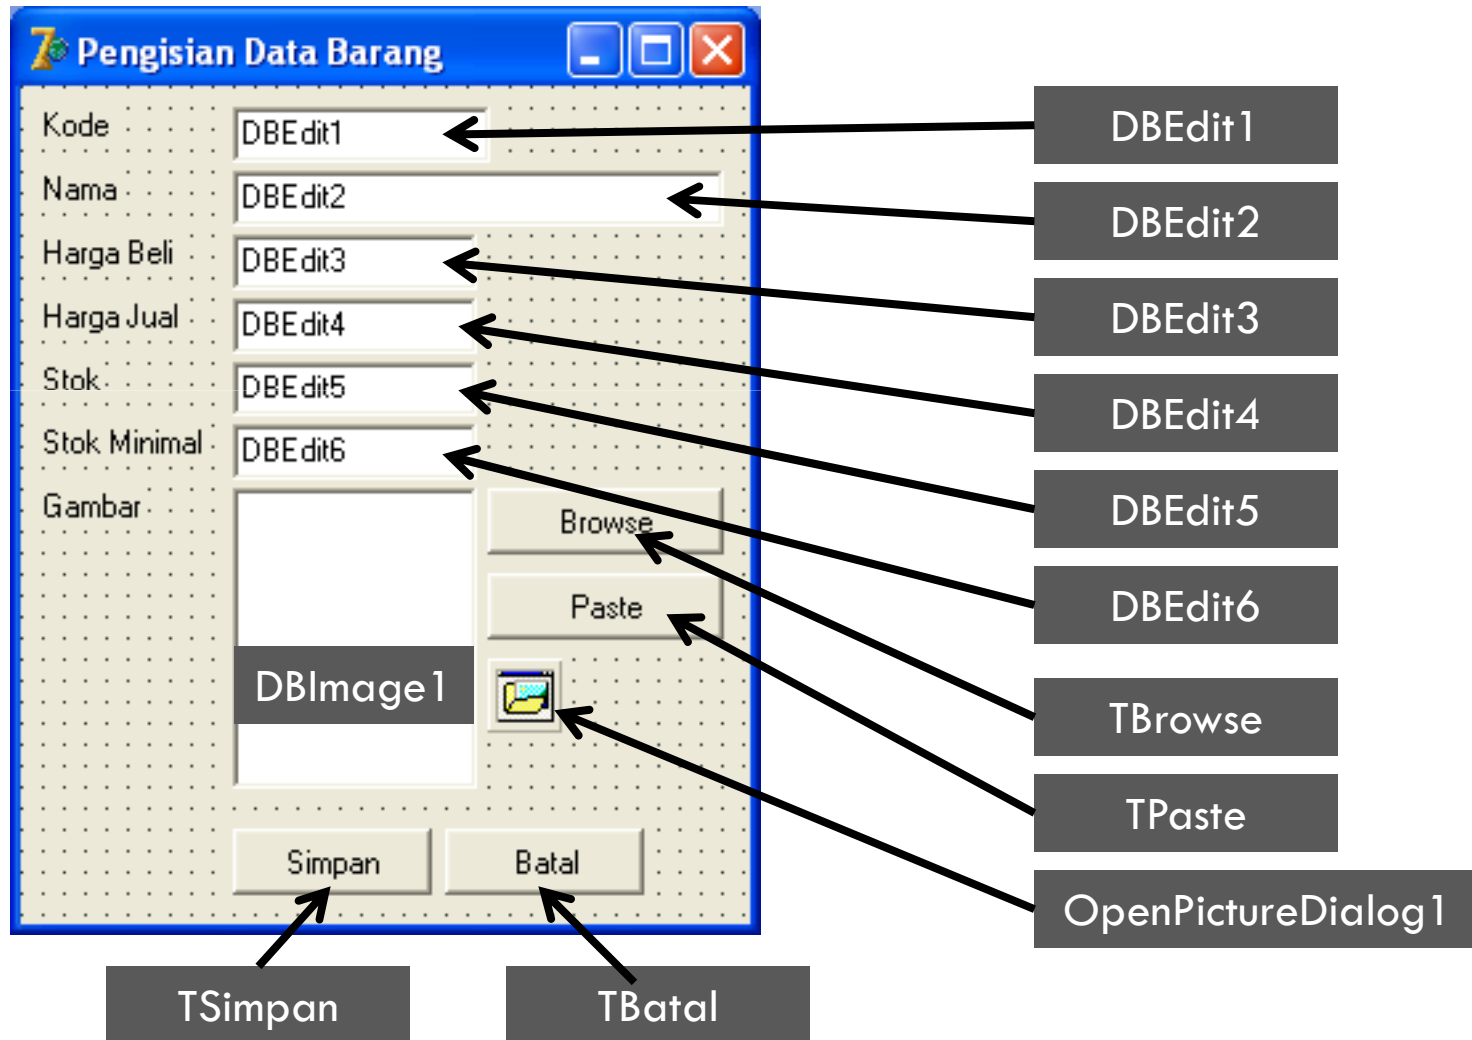 Pengisian Data Barang
Kode DBEdit1 DBEdit1
Nama DBEdit2 DBEdit2
Harga Beli DBEdit3 DBEdit3
Harga Jual DBEdit4 DBEdit4
Stok DBEdit5 DBEdit5
Stok Minimal DBEdit6 DBEdit6
Gambar Browse
Paste
DBImage1 TBrowse
TPaste
Simpan Batal
OpenPictureDialog1
TSimpan TBatal